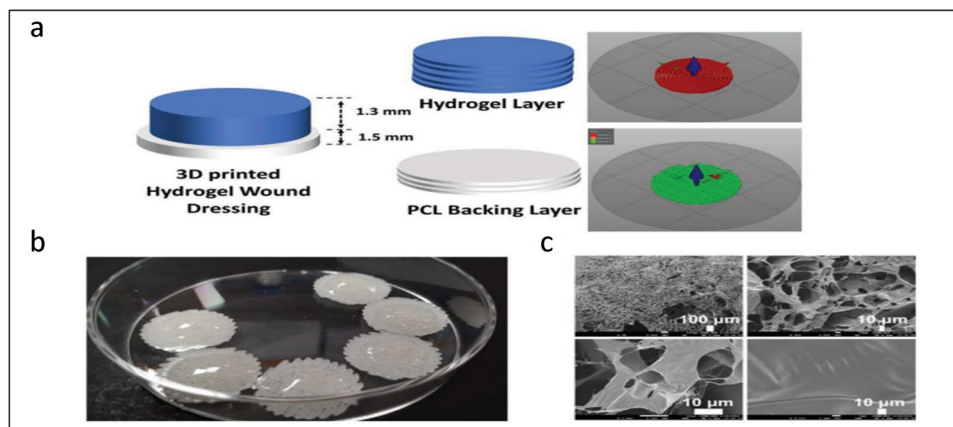 a
1.3 mm
1.5 mm
3D printed
Hydrogel Wound
Dressing
Hydrogel Layer
PCL Backing Layer
b
c
100 µm
10 µm
10 µm
10 µm